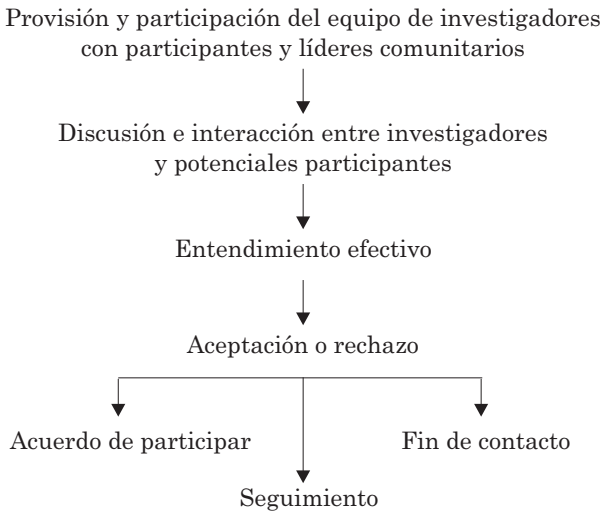 Provisión y participación del equipo de investigadores
con participantes y líderes comunitarios
Discusión e interacción entre investigadores
y potenciales participantes
Entendimiento efectivo
Aceptación o rechazo
Acuerdo de participar
Fin de contacto
Seguimiento